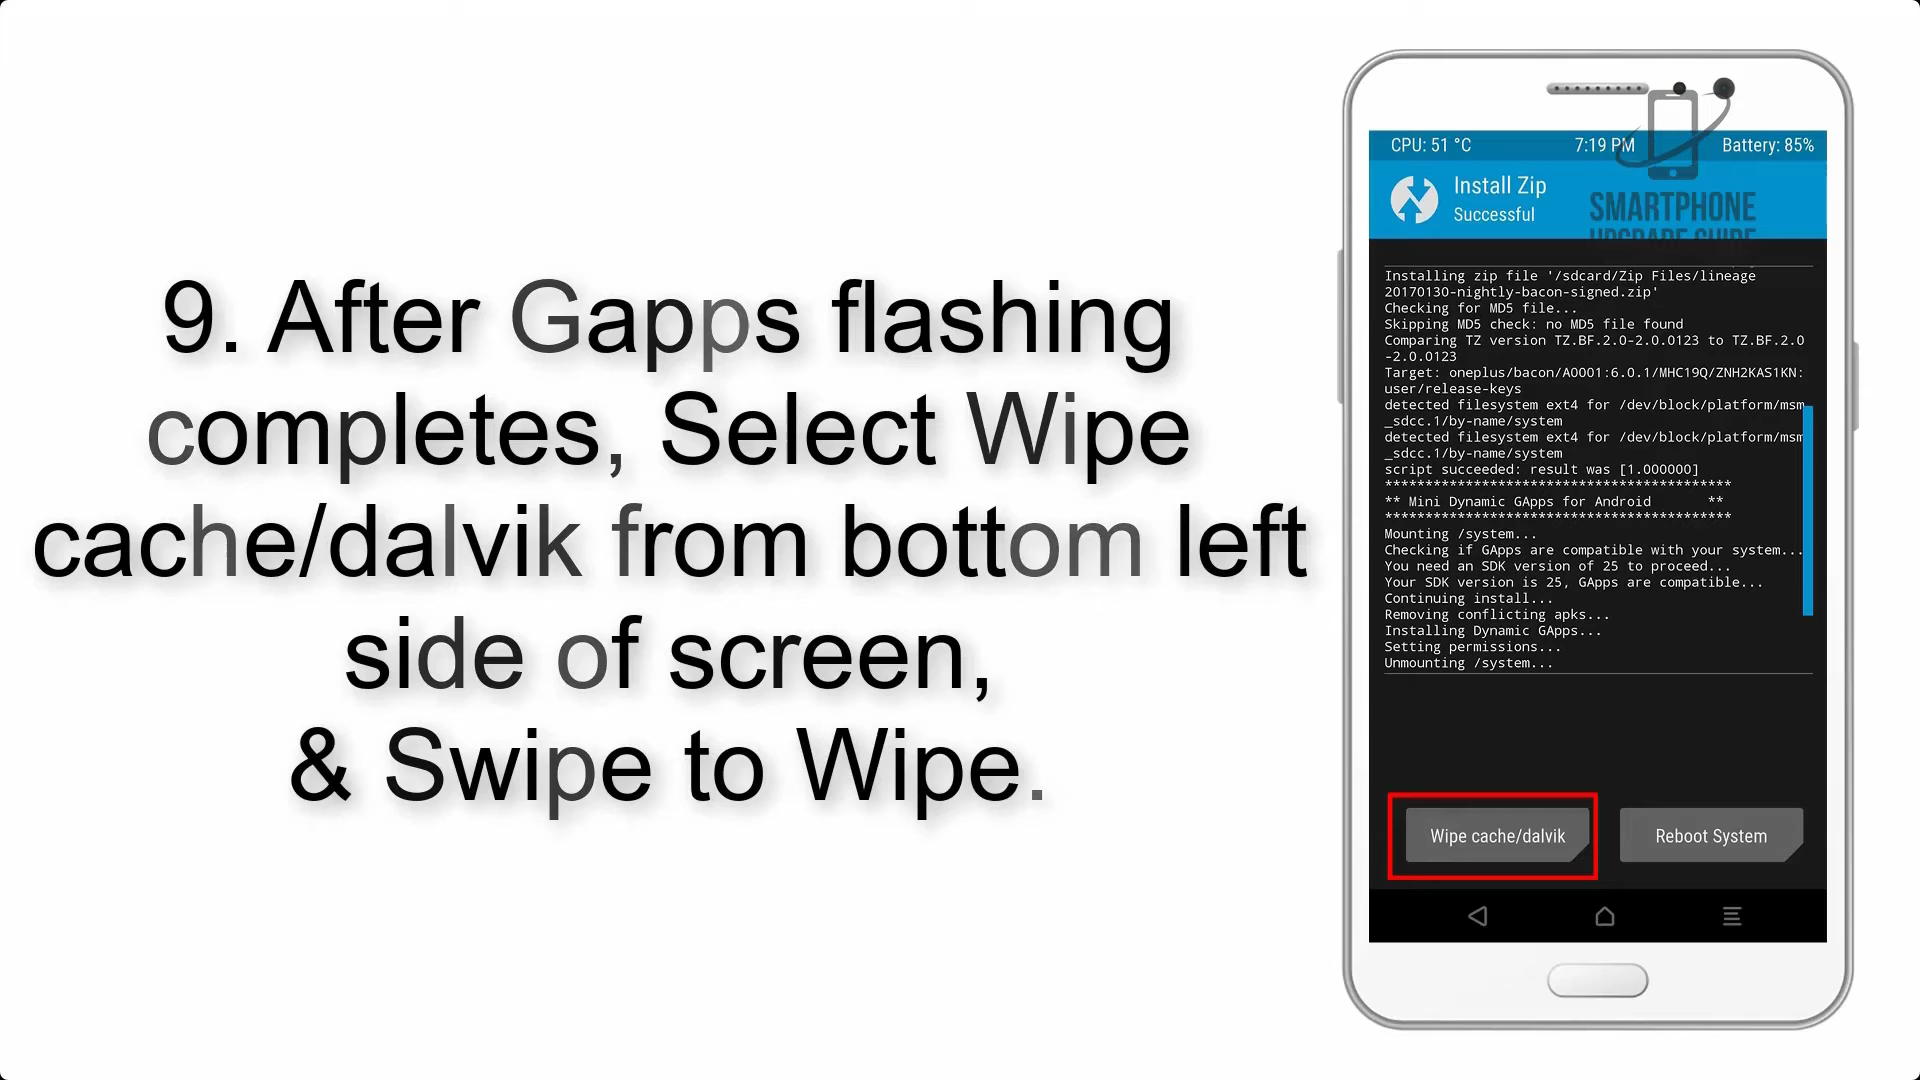 9. After Gapps flashing
completes, Select Wipe
cache/dalvik from bottom left
side of screen,
& Swipe to Wipe.
CPU: 51 °C 7:19 PM Battery: 85%
Install Zip
Successful
SMARTPHONE
UPGRADE GUIDE
Installing zip file '/sdcard/Zip Files/lineage
20170130-nightly-bacon-signed.zip'
Checking for MD5 file...
Skipping MD5 check: no MD5 file found
Comparing TZ version TZ.BF.2.0-2.0.0123 to TZ.BF.2.0
-2.0.0123
Target: oneplus/bacon/A0001:6.0.1/MHC19Q/ZNH2KAS1KN:
user/release-keys
detected filesystem ext4 for /dev/block/platform/msm
_sdcc.1/by-name/system
detected filesystem ext4 for /dev/block/platform/msm
_sdcc.1/by-name/system
script succeeded: result was [1.000000]
******************************************
** Mini Dynamic GApps for Android **
******************************************
Mounting /system...
Checking if GApps are compatible with your system...
You need an SDK version of 25 to proceed...
Your SDK version is 25, GApps are compatible...
Continuing install...
Removing conflicting apks...
Installing Dynamic GApps...
Setting permissions...
Unmounting /system...
Wipe cache/dalvik
Reboot System